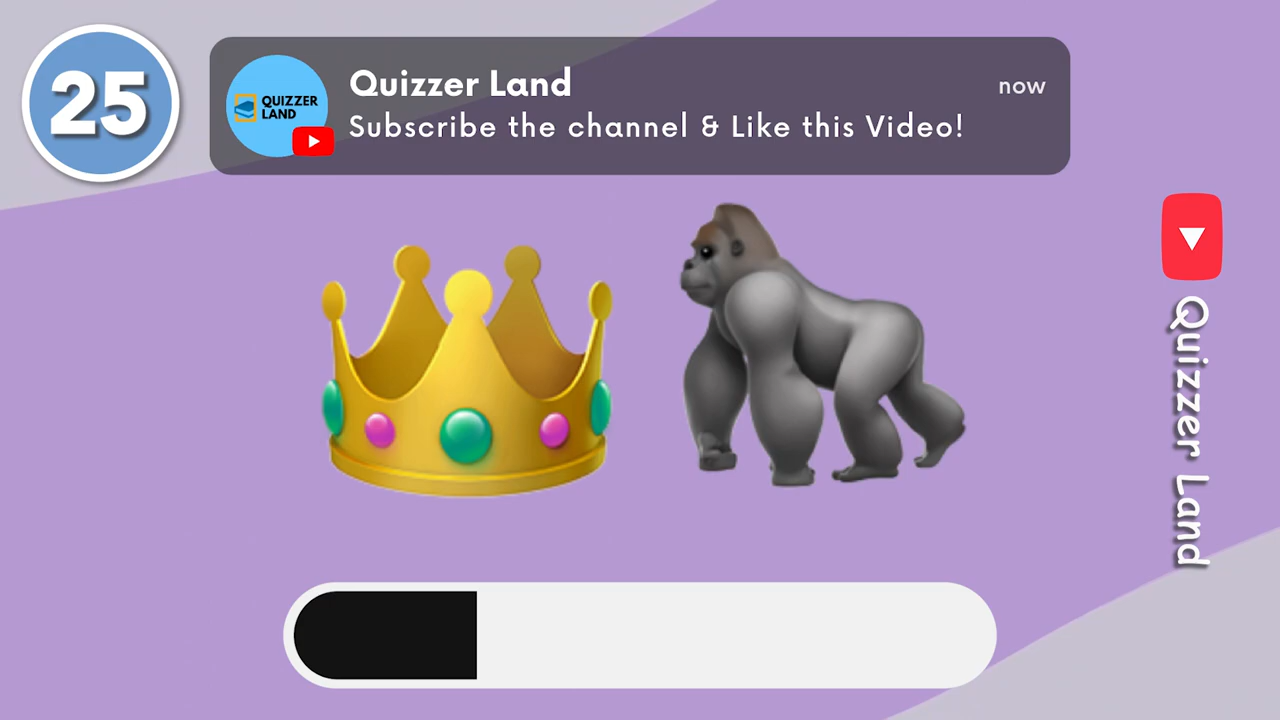 25
QUIZZER
LAND
Quizzer Land
now
Subscribe the channel & Like this Video!
Quizzer Land